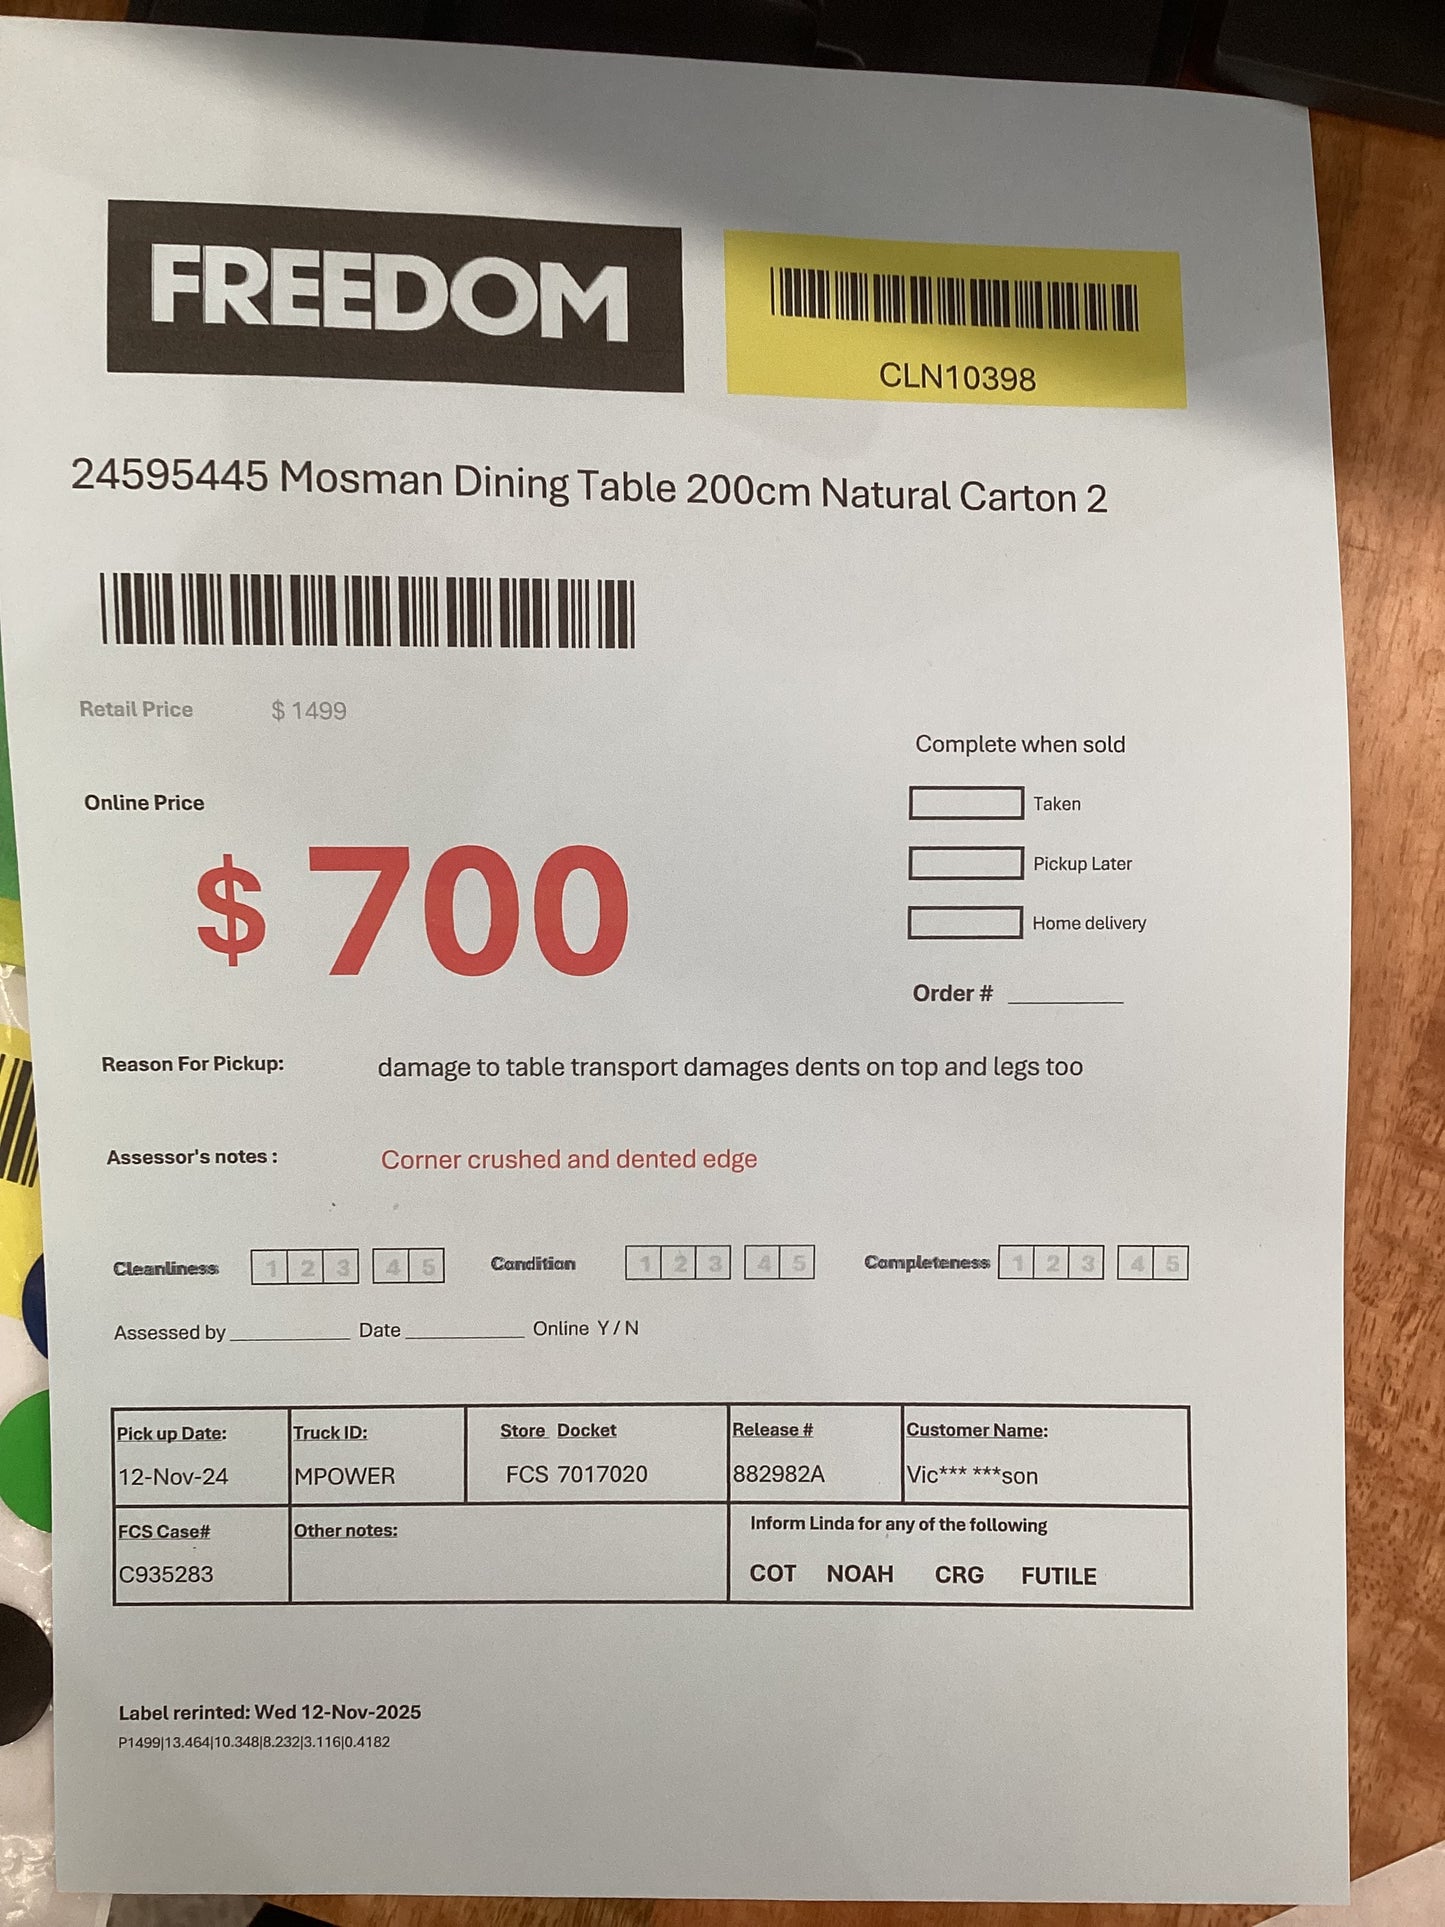 FREEDOM
CLN10398
24595445 Mosman Dining Table 200cm Natural Carton 2
Retail Price $ 1499
Complete when sold
Online Price
Taken
$ 700
Pickup Later
Home delivery
Order # ________
Reason For Pickup: damage to table transport damages dents on top and legs too
Assessor's notes : Corner crushed and dented edge
Cleanliness 1 2 3 4 5 Condition 1 2 3 4 5 Completeness 1 2 3 4 5
Assessed by ________ Date ________ Online Y / N
Pick up Date: Truck ID: Store Docket Release # Customer Name:
12-Nov-24 MPOWER FCS 7017020 882982A Vic*** ***son
FCS Case# Other notes: Inform Linda for any of the following
C935283 COT NOAH CRG FUTILE
Label rerinted: Wed 12-Nov-2025
P1499|13.464|10.348|8.232|3.116|0.4182